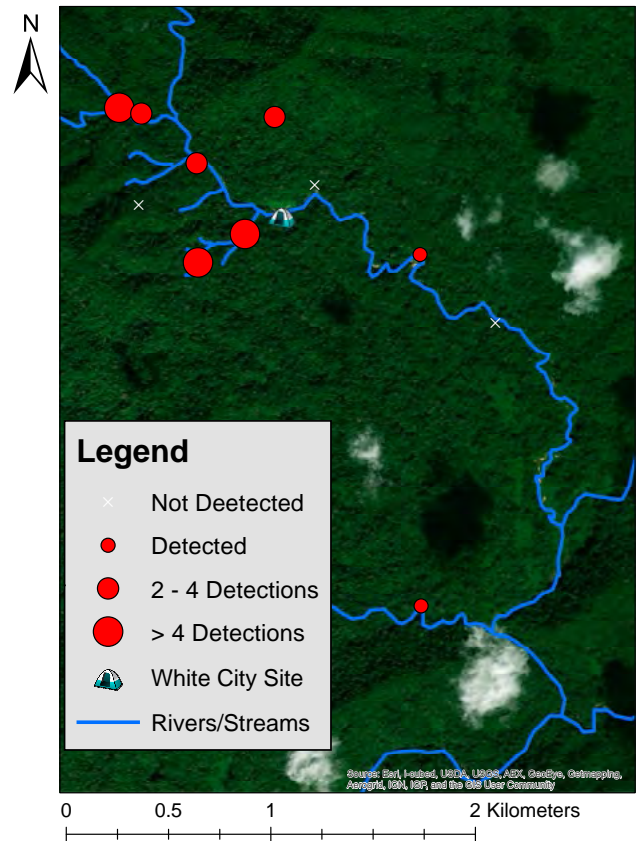 N
Legend
Not Deetected
Detected
2 - 4 Detections
> 4 Detections
White City Site
Rivers/Streams
Source: Esri, i-cubed, USDA, USGS, AEX, GeoEye, Getmapping,
Aerogrid, IGN, IGP, and the GIS User Community
0 0.5 1 2 Kilometers